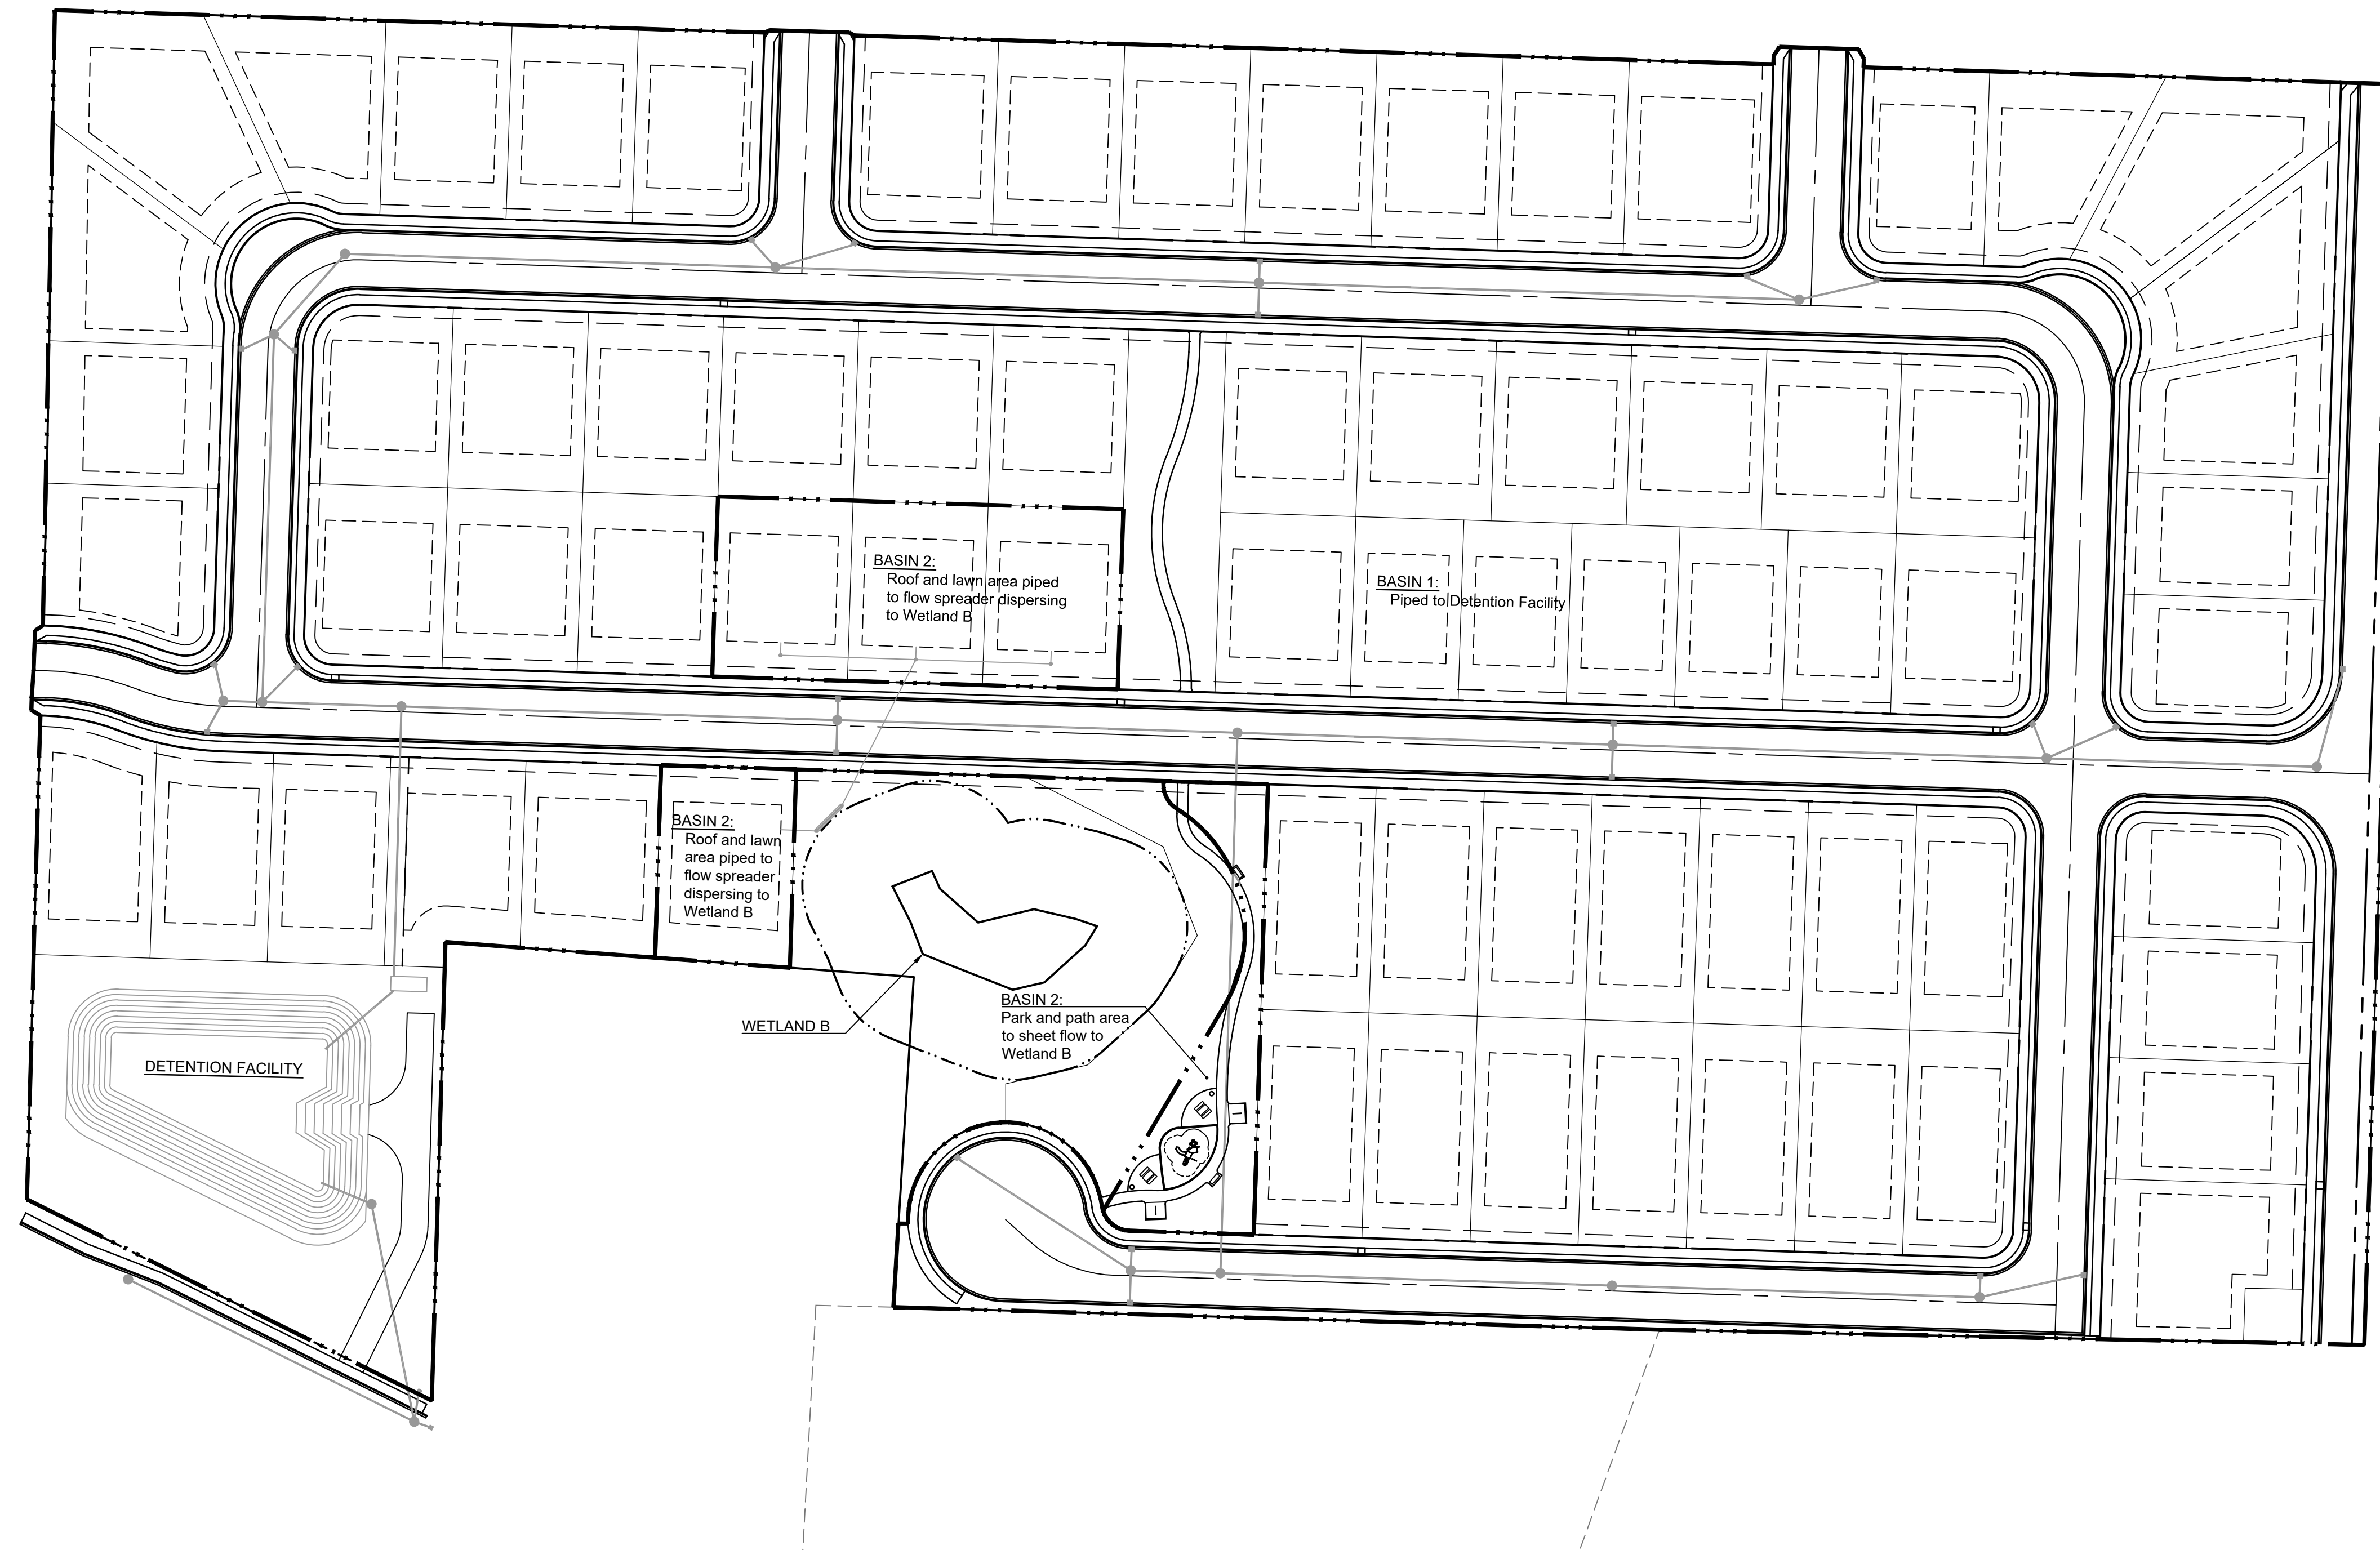 BASIN 2:
Roof and lawn area piped
to flow spreader dispersing
to Wetland B
BASIN 1:
Piped to Detention Facility
BASIN 2:
Roof and lawn
area piped to
flow spreader
dispersing to
Wetland B
BASIN 2:
Park and path area
to sheet flow to
Wetland B
WETLAND B
DETENTION FACILITY